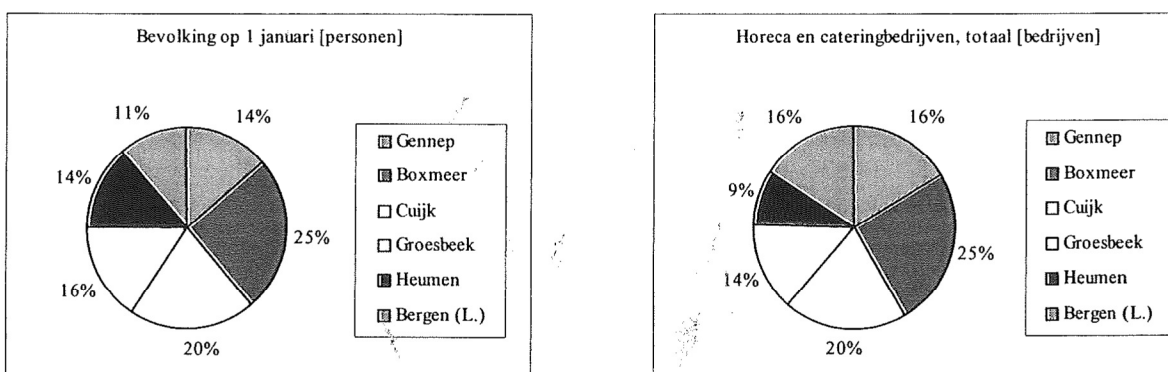 Bevolking op 1 januari [personen]
11%
14%
14%
25%
16%
20%
Gennep
Boxmeer
Cuijk
Groesbeek
Heumen
Bergen (L.)
Horeca en cateringbedrijven, totaal [bedrijven]
16%
16%
9%
25%
14%
20%
Gennep
Boxmeer
Cuijk
Groesbeek
Heumen
Bergen (L.)